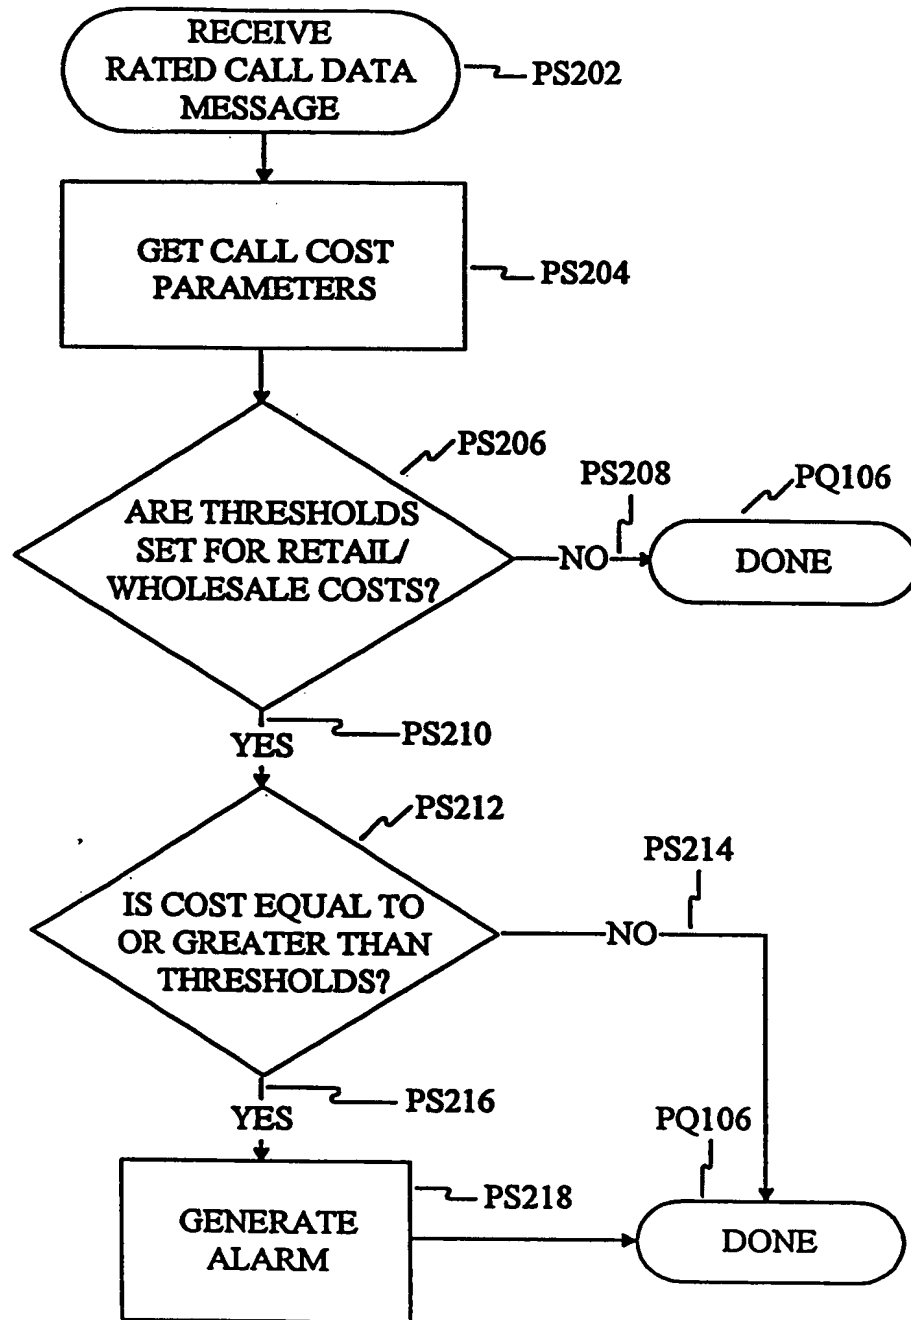 RECEIVE
RATED CALL DATA
MESSAGE
PS202
GET CALL COST
PARAMETERS
PS204
PS206
ARE THRESHOLDS
SET FOR RETAIL/
WHOLESALE COSTS?
PS208
NO
PQ106
DONE
PS210
YES
PS212
IS COST EQUAL TO
OR GREATER THAN
THRESHOLDS?
PS214
NO
PS216
YES
PS218
GENERATE
ALARM
PQ106
DONE